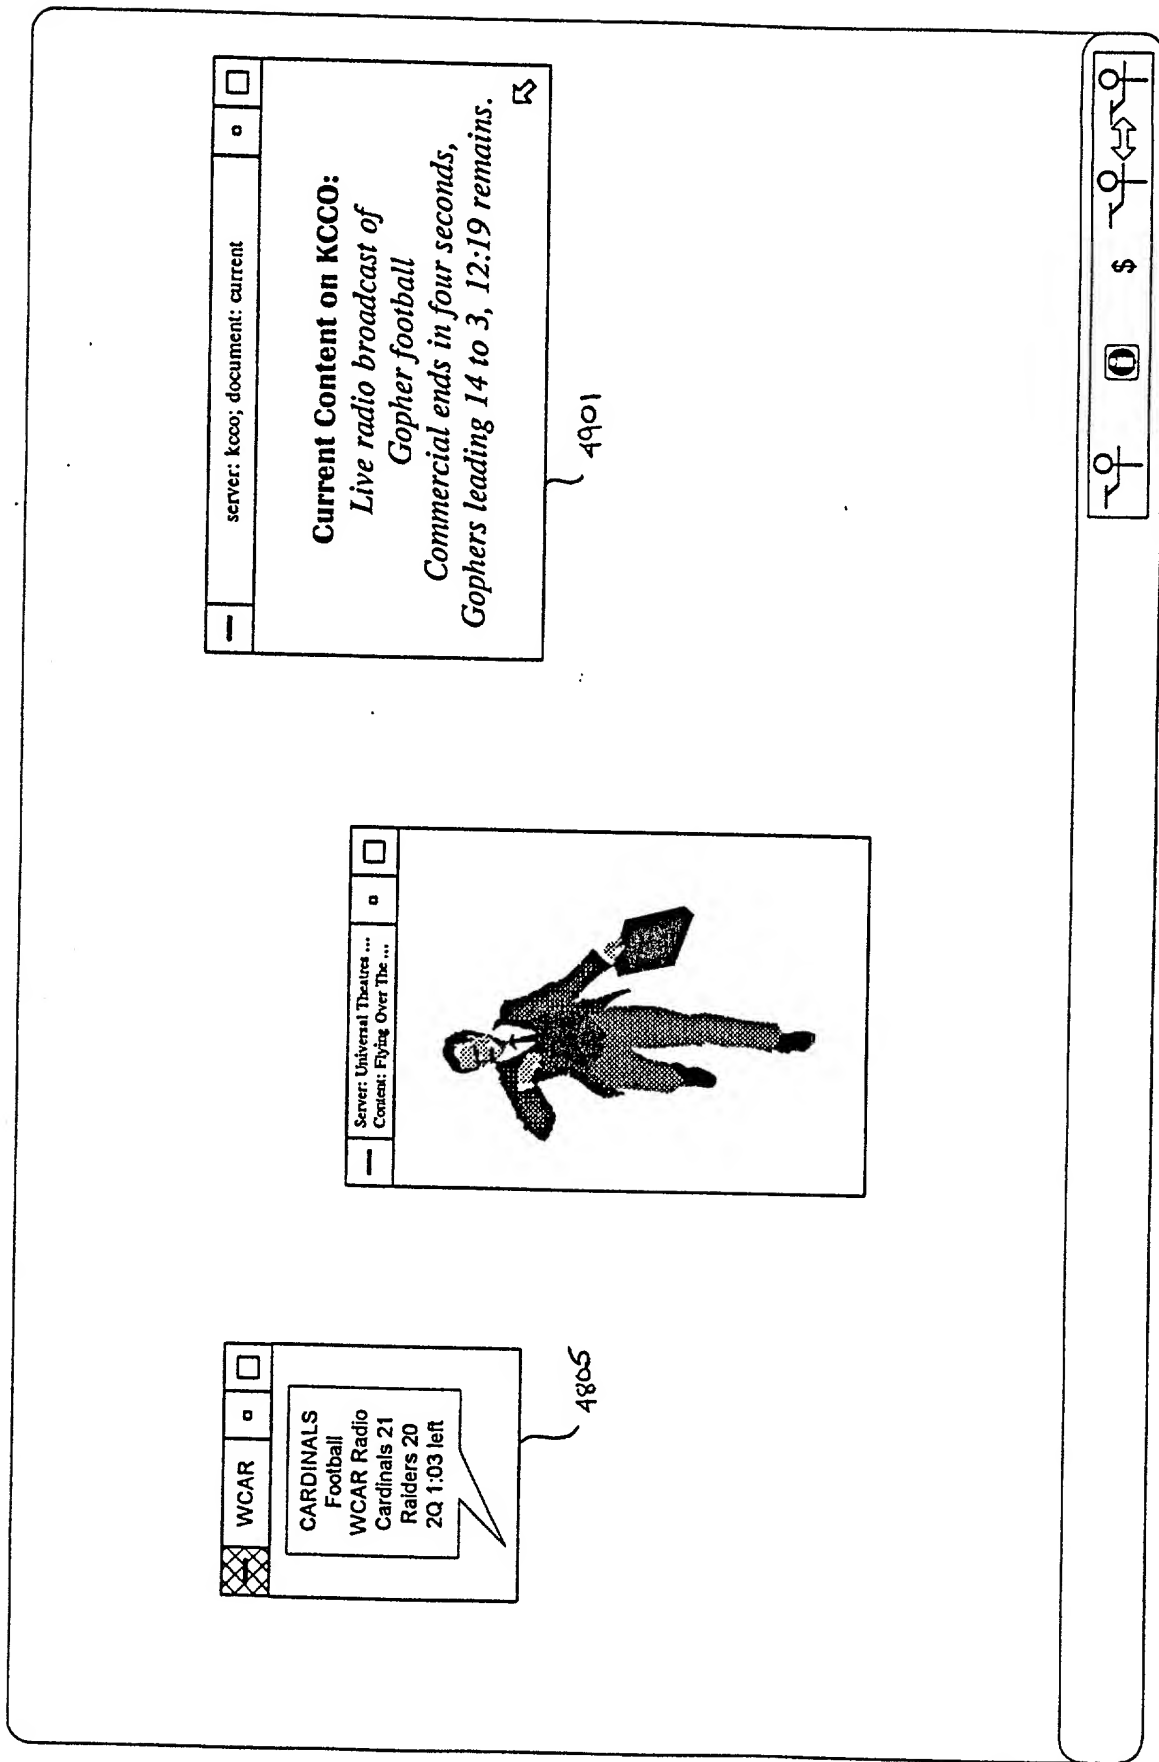 WCAR
CARDINALS
Football
WCAR Radio
Cardinals 21
Raiders 20
2Q 1:03 left
4805
Server: Universal Theatres ...
Content: Flying Over The ...
server: kcco; document: current
Current Content on KCCO:
Live radio broadcast of
Gopher football
Commercial ends in four seconds,
Gophers leading 14 to 3, 12:19 remains.
4901
$